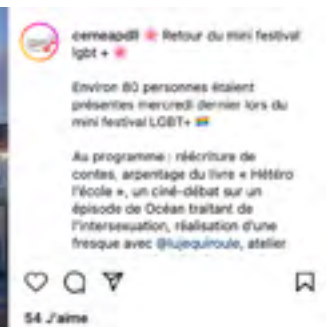 cemeapdll 🌸 Retour du mini festival
lgbt + 🌸
Environ 80 personnes étaient
présentes mercredi dernier lors du
mini festival LGBT+ 🏳️‍🌈
Au programme : réécriture de
contes, arpentage du livre « Hétéro
l'école », un ciné-débat sur un
épisode de Océan traitant de
l'intersexuation, réalisation d'une
fresque avec @lujequiroule, atelier
54 J'aime